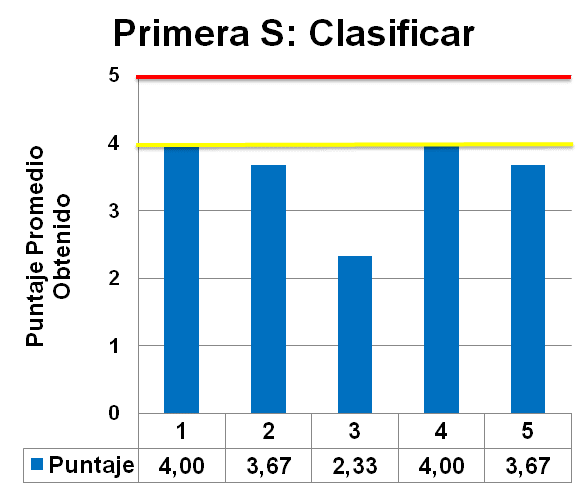 Primera S: Clasificar
Puntaje Promedio
Obtenido
5
4
3
2
1
0
1 2 3 4 5
Puntaje 4,00 3,67 2,33 4,00 3,67